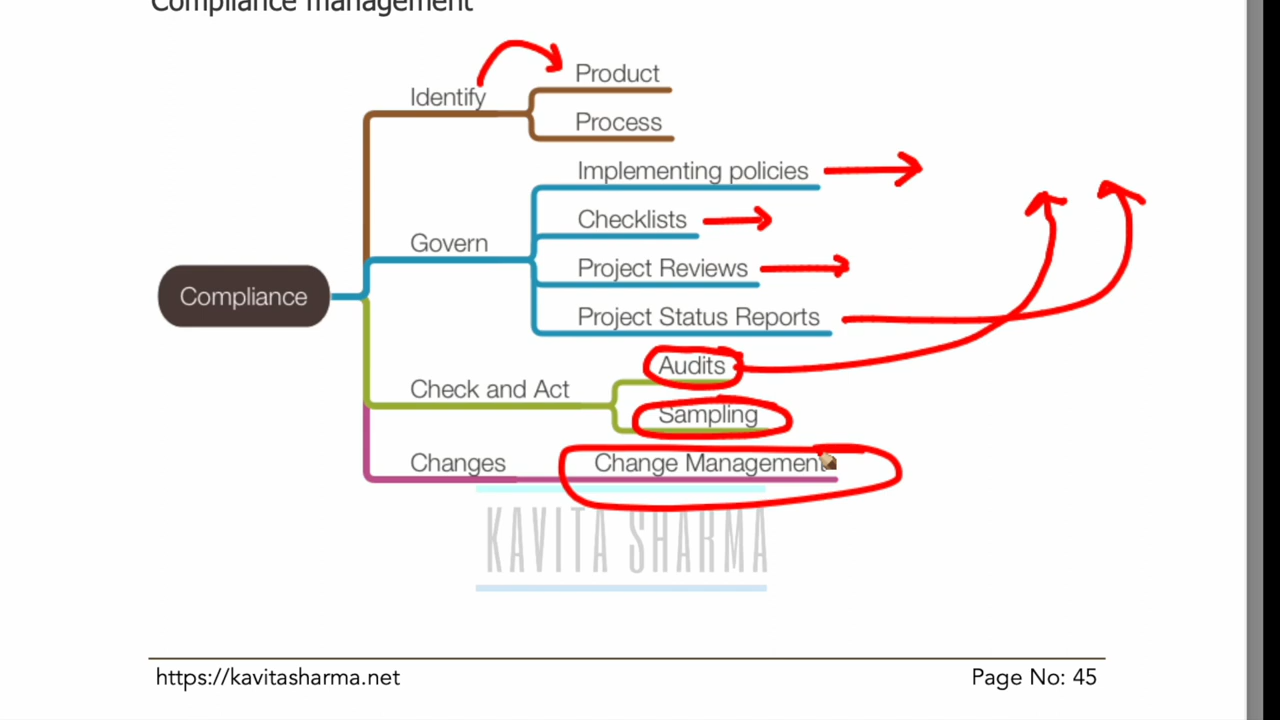 Compliance management
Product
Identify
Process
Implementing policies
Checklists
Govern
Project Reviews
Compliance
Project Status Reports
Audits
Check and Act
Sampling
Changes
Change Management
KAVITA SHARMA
https://kavitasharma.net
Page No: 45